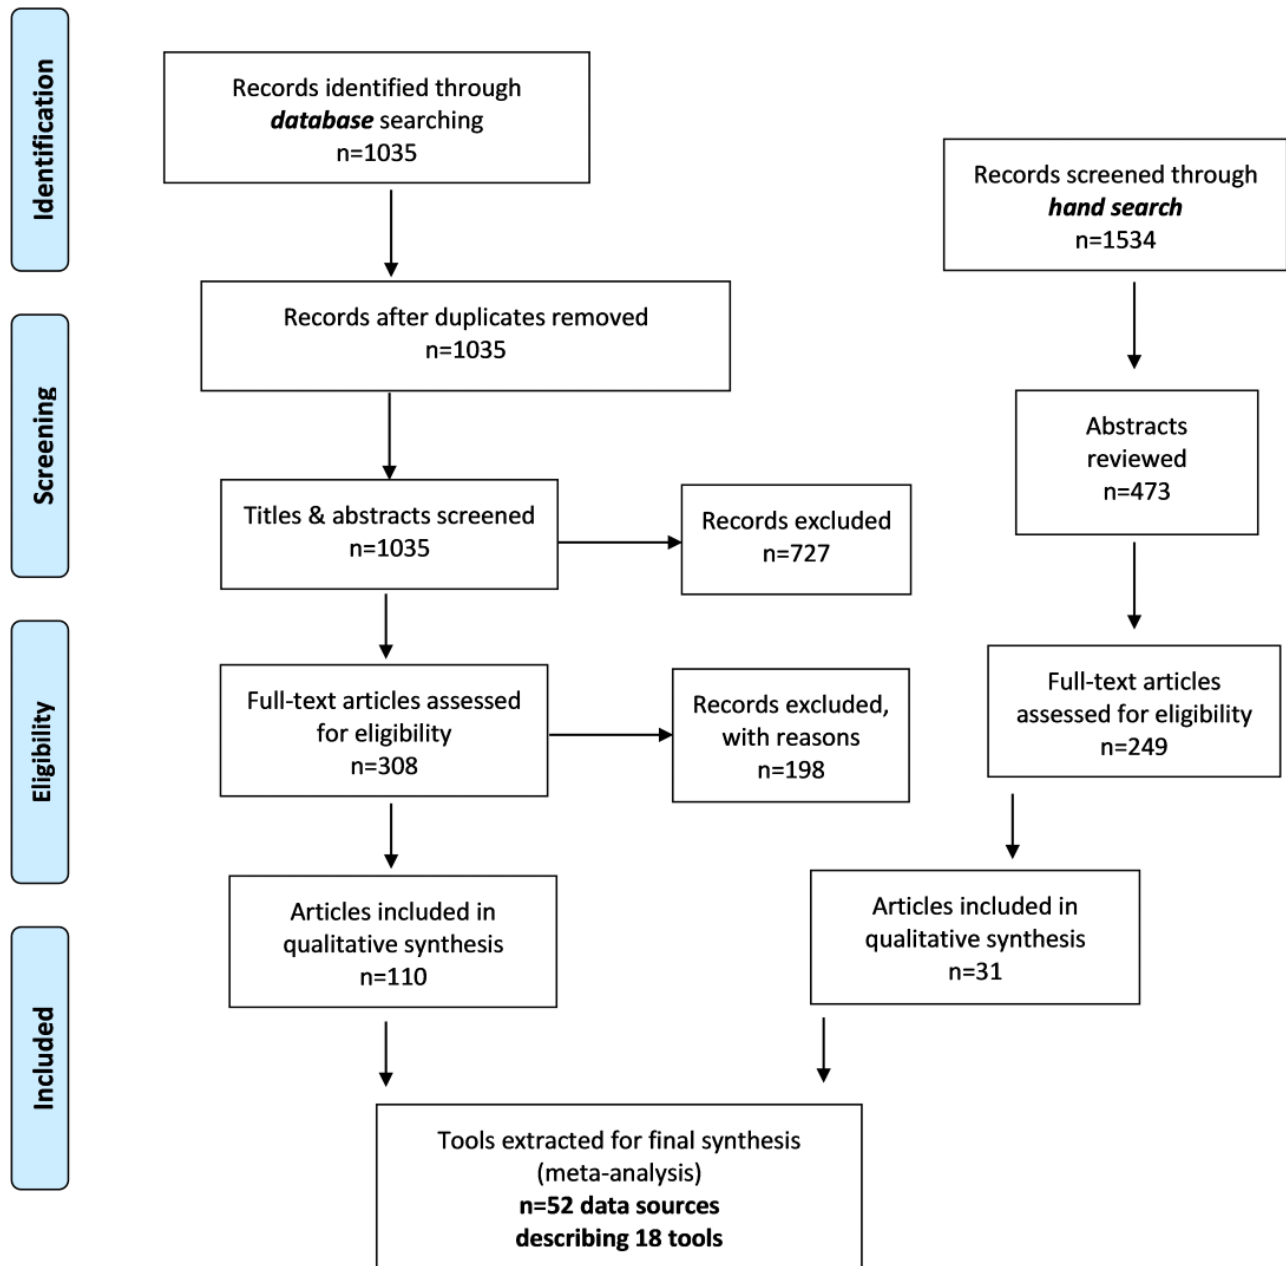 Identification
Records identified through
database searching
n=1035
Records screened through
hand search
n=1534
Records after duplicates removed
n=1035
Screening
Abstracts
reviewed
n=473
Titles & abstracts screened
n=1035
Records excluded
n=727
Eligibility
Full-text articles assessed
for eligibility
n=308
Records excluded,
with reasons
n=198
Full-text articles
assessed for eligibility
n=249
Articles included in
qualitative synthesis
n=110
Articles included in
qualitative synthesis
n=31
Included
Tools extracted for final synthesis
(meta-analysis)
n=52 data sources
describing 18 tools